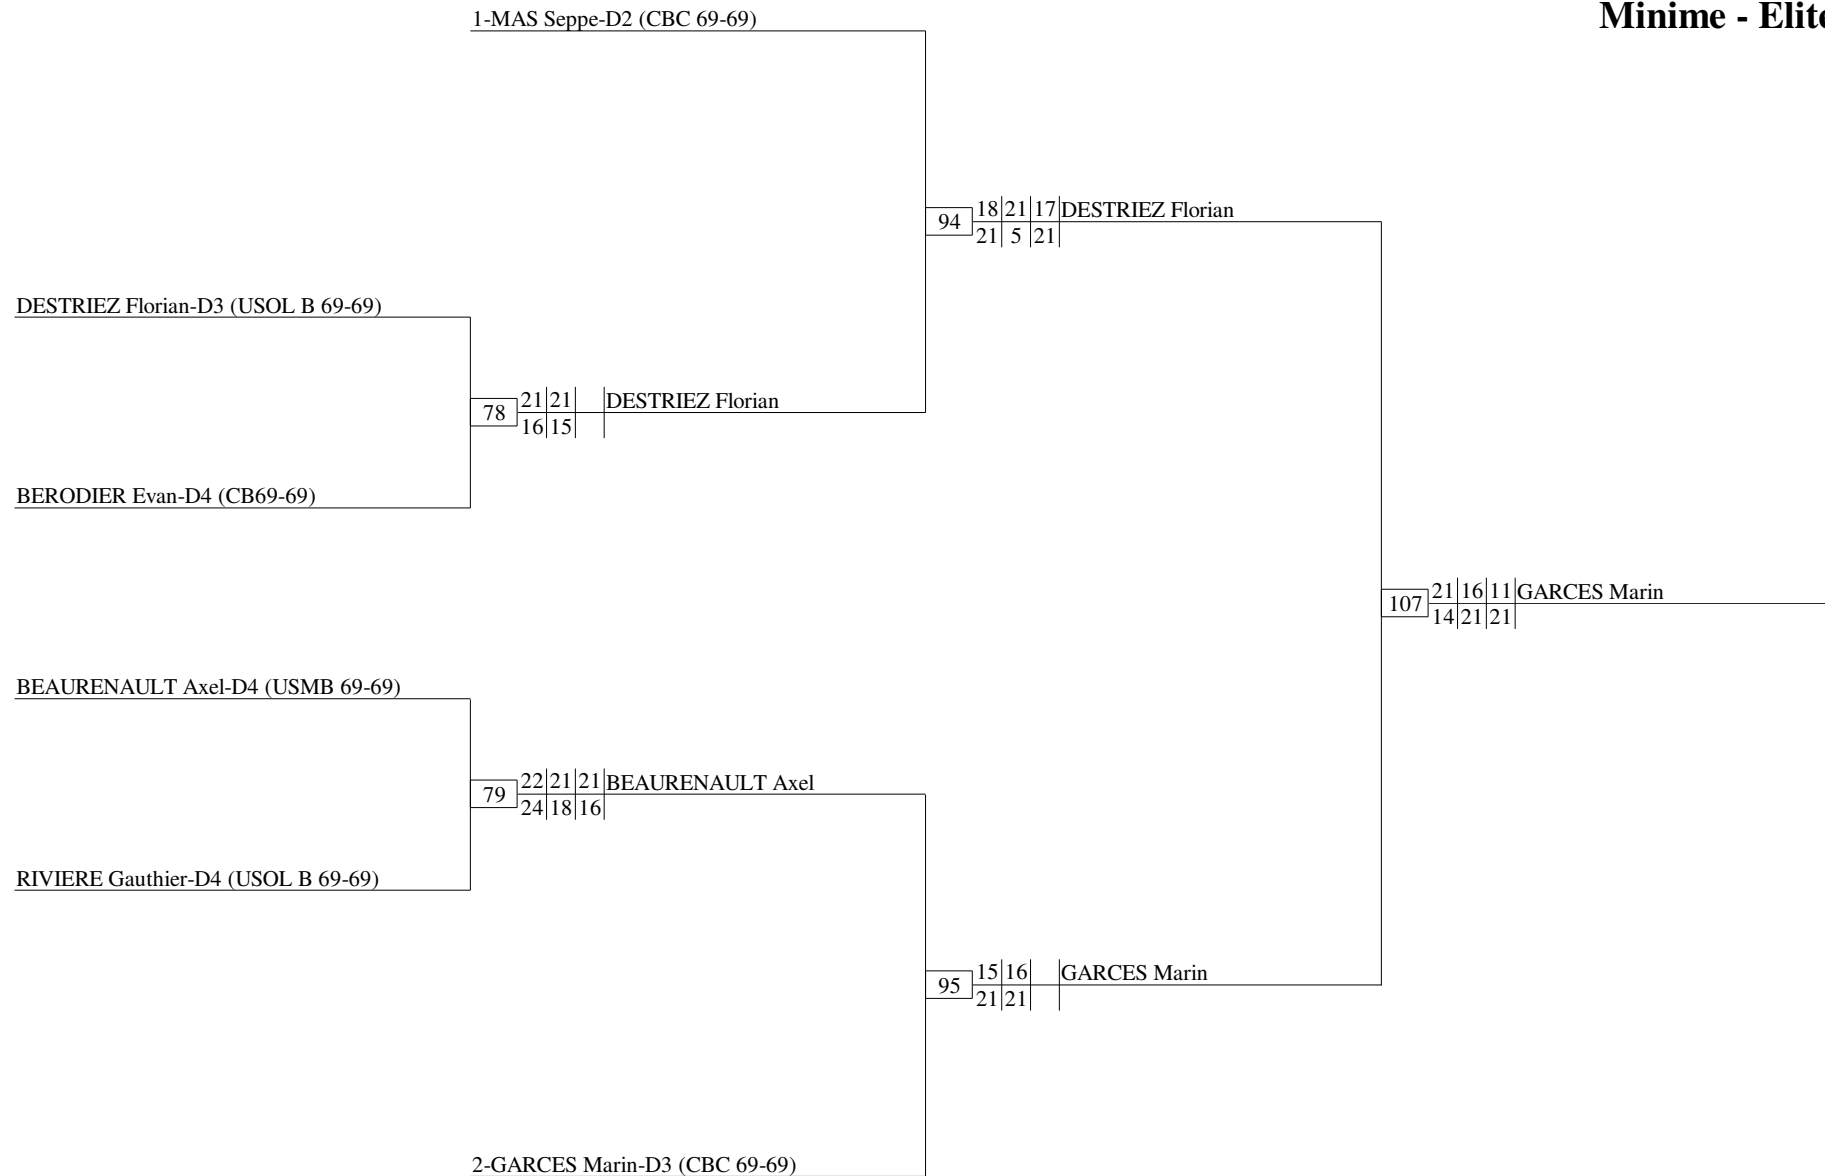 1-MAS Seppe-D2 (CBC 69-69)
Minime - Elite
94 18 21 17 DESTRIEZ Florian
21 5 21
DESTRIEZ Florian-D3 (USOL B 69-69)
78 21 21 DESTRIEZ Florian
16 15
BERODIER Evan-D4 (CB69-69)
107 21 16 11 GARCES Marin
14 21 21
BEAURENAULT Axel-D4 (USMB 69-69)
79 22 21 21 BEAURENAULT Axel
24 18 16
RIVIERE Gauthier-D4 (USOL B 69-69)
95 15 16 GARCES Marin
21 21
2-GARCES Marin-D3 (CBC 69-69)